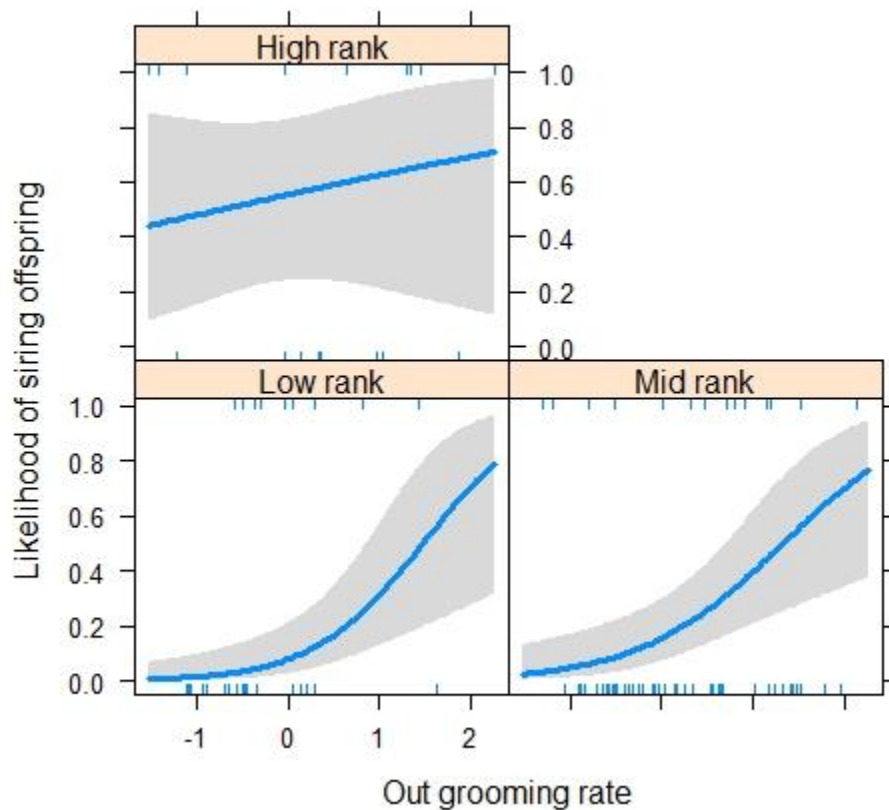 High rank
1.0
0.8
0.6
0.4
0.2
0.0
Likelihood of siring offspring
Low rank
Mid rank
1.0
0.8
0.6
0.4
0.2
0.0
-1 0 1 2
Out grooming rate